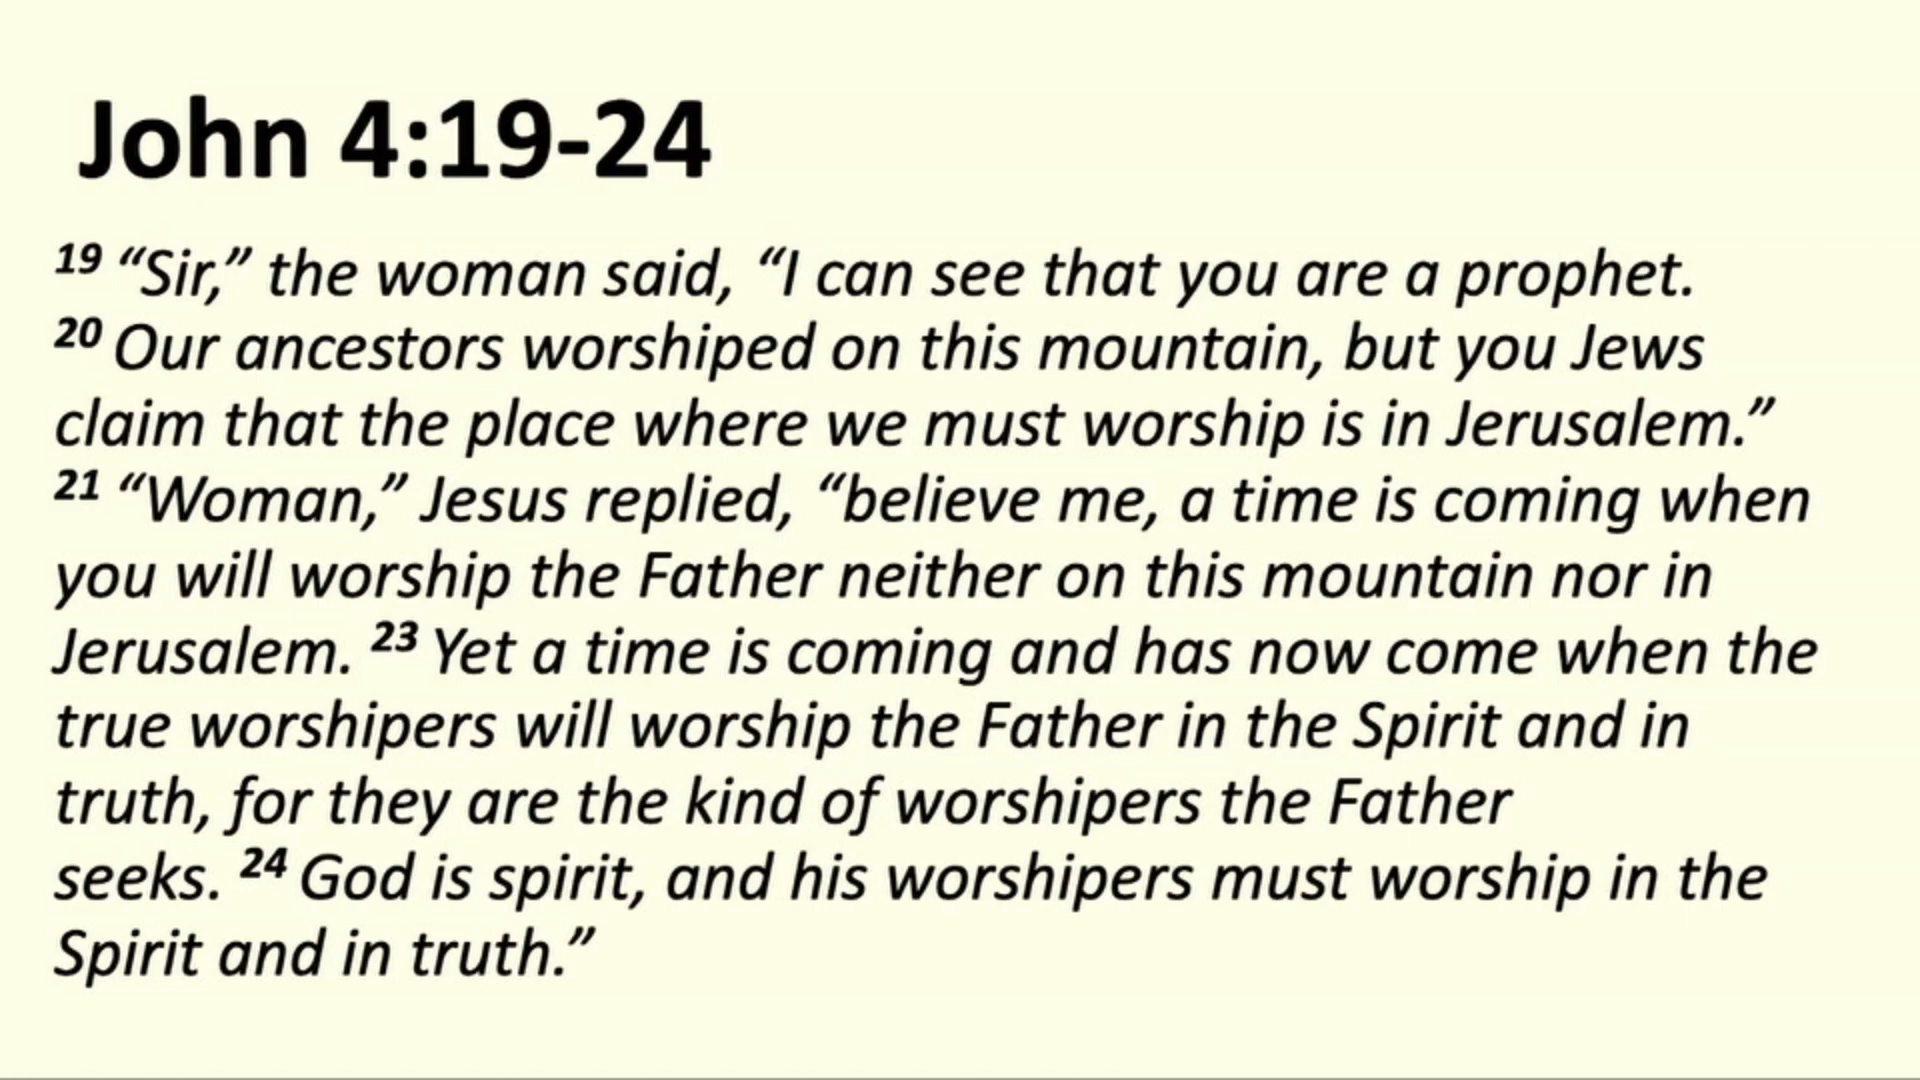 John 4:19-24
19 “Sir,” the woman said, “I can see that you are a prophet.
20 Our ancestors worshiped on this mountain, but you Jews
claim that the place where we must worship is in Jerusalem.”
21 “Woman,” Jesus replied, “believe me, a time is coming when
you will worship the Father neither on this mountain nor in
Jerusalem. 23 Yet a time is coming and has now come when the
true worshipers will worship the Father in the Spirit and in
truth, for they are the kind of worshipers the Father
seeks. 24 God is spirit, and his worshipers must worship in the
Spirit and in truth.”